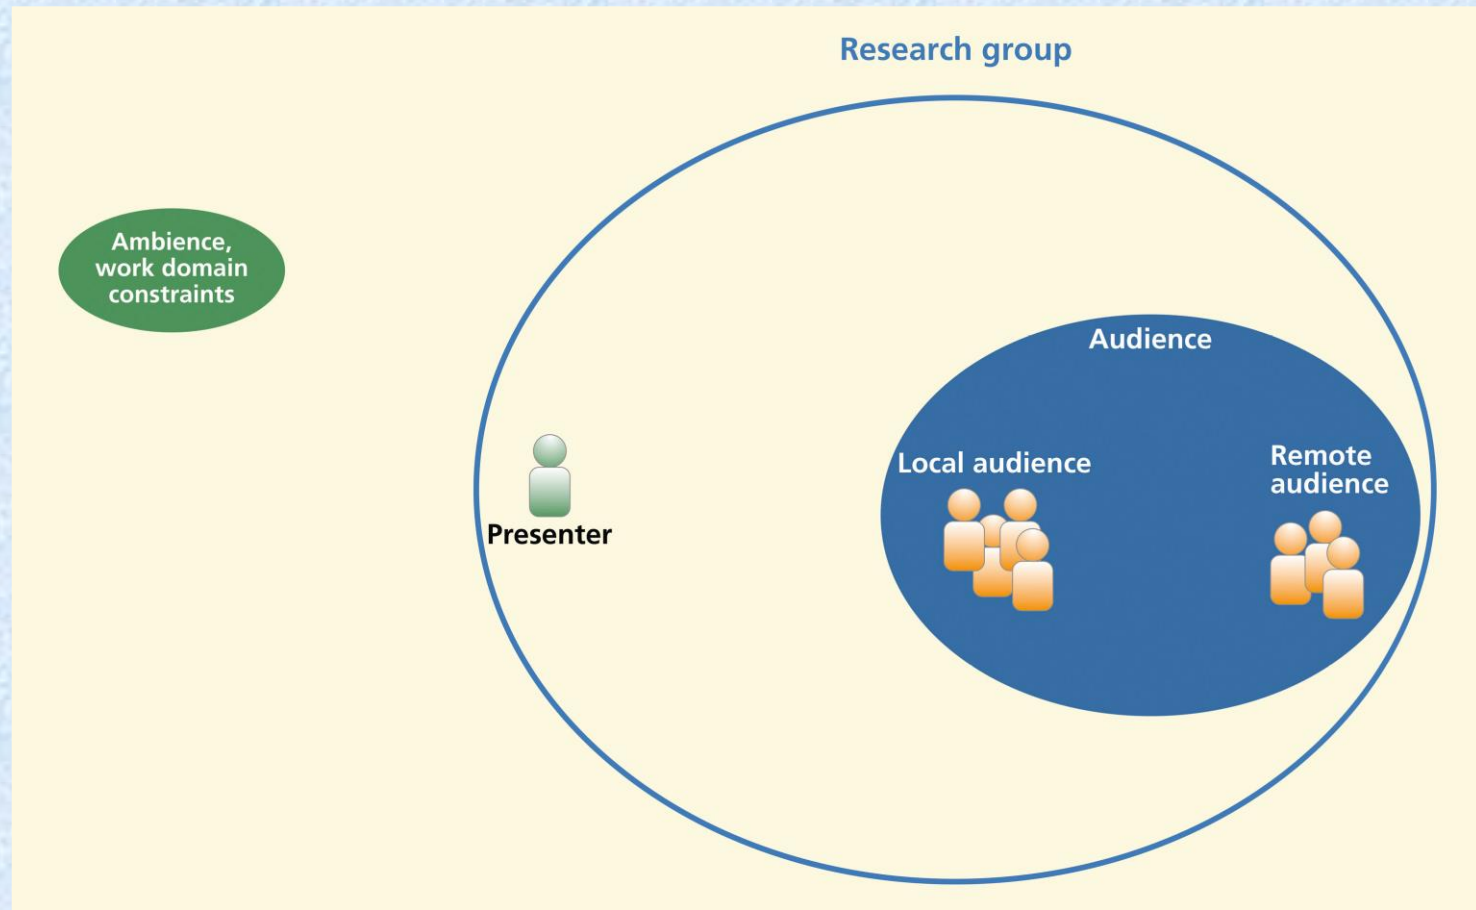 Research group
Ambience,
work domain
constraints
Audience
Local audience
Remote
audience
Presenter